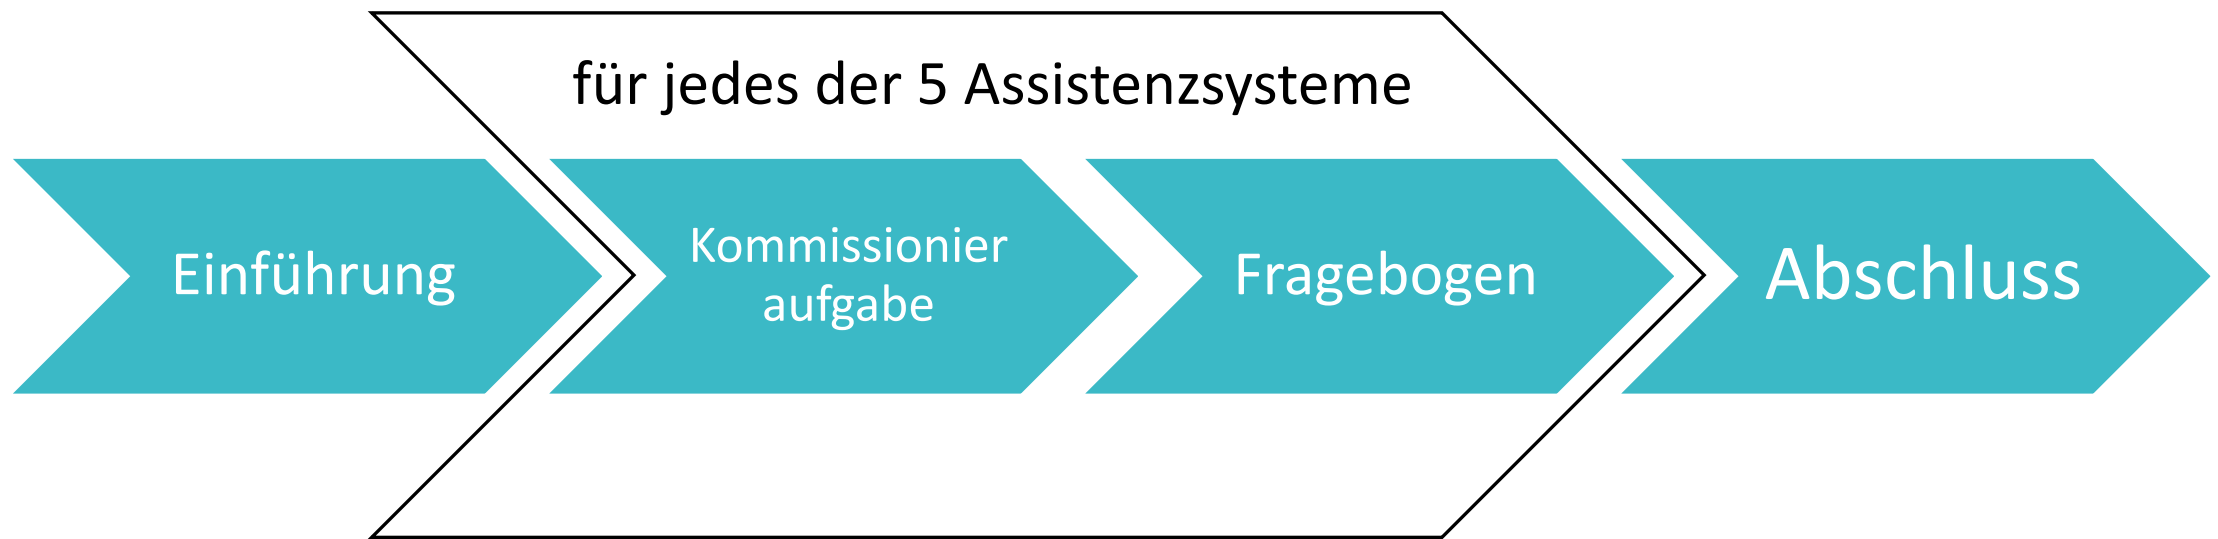 für jedes der 5 Assistenzsysteme
Einführung
Kommissionier
aufgabe
Fragebogen
Abschluss